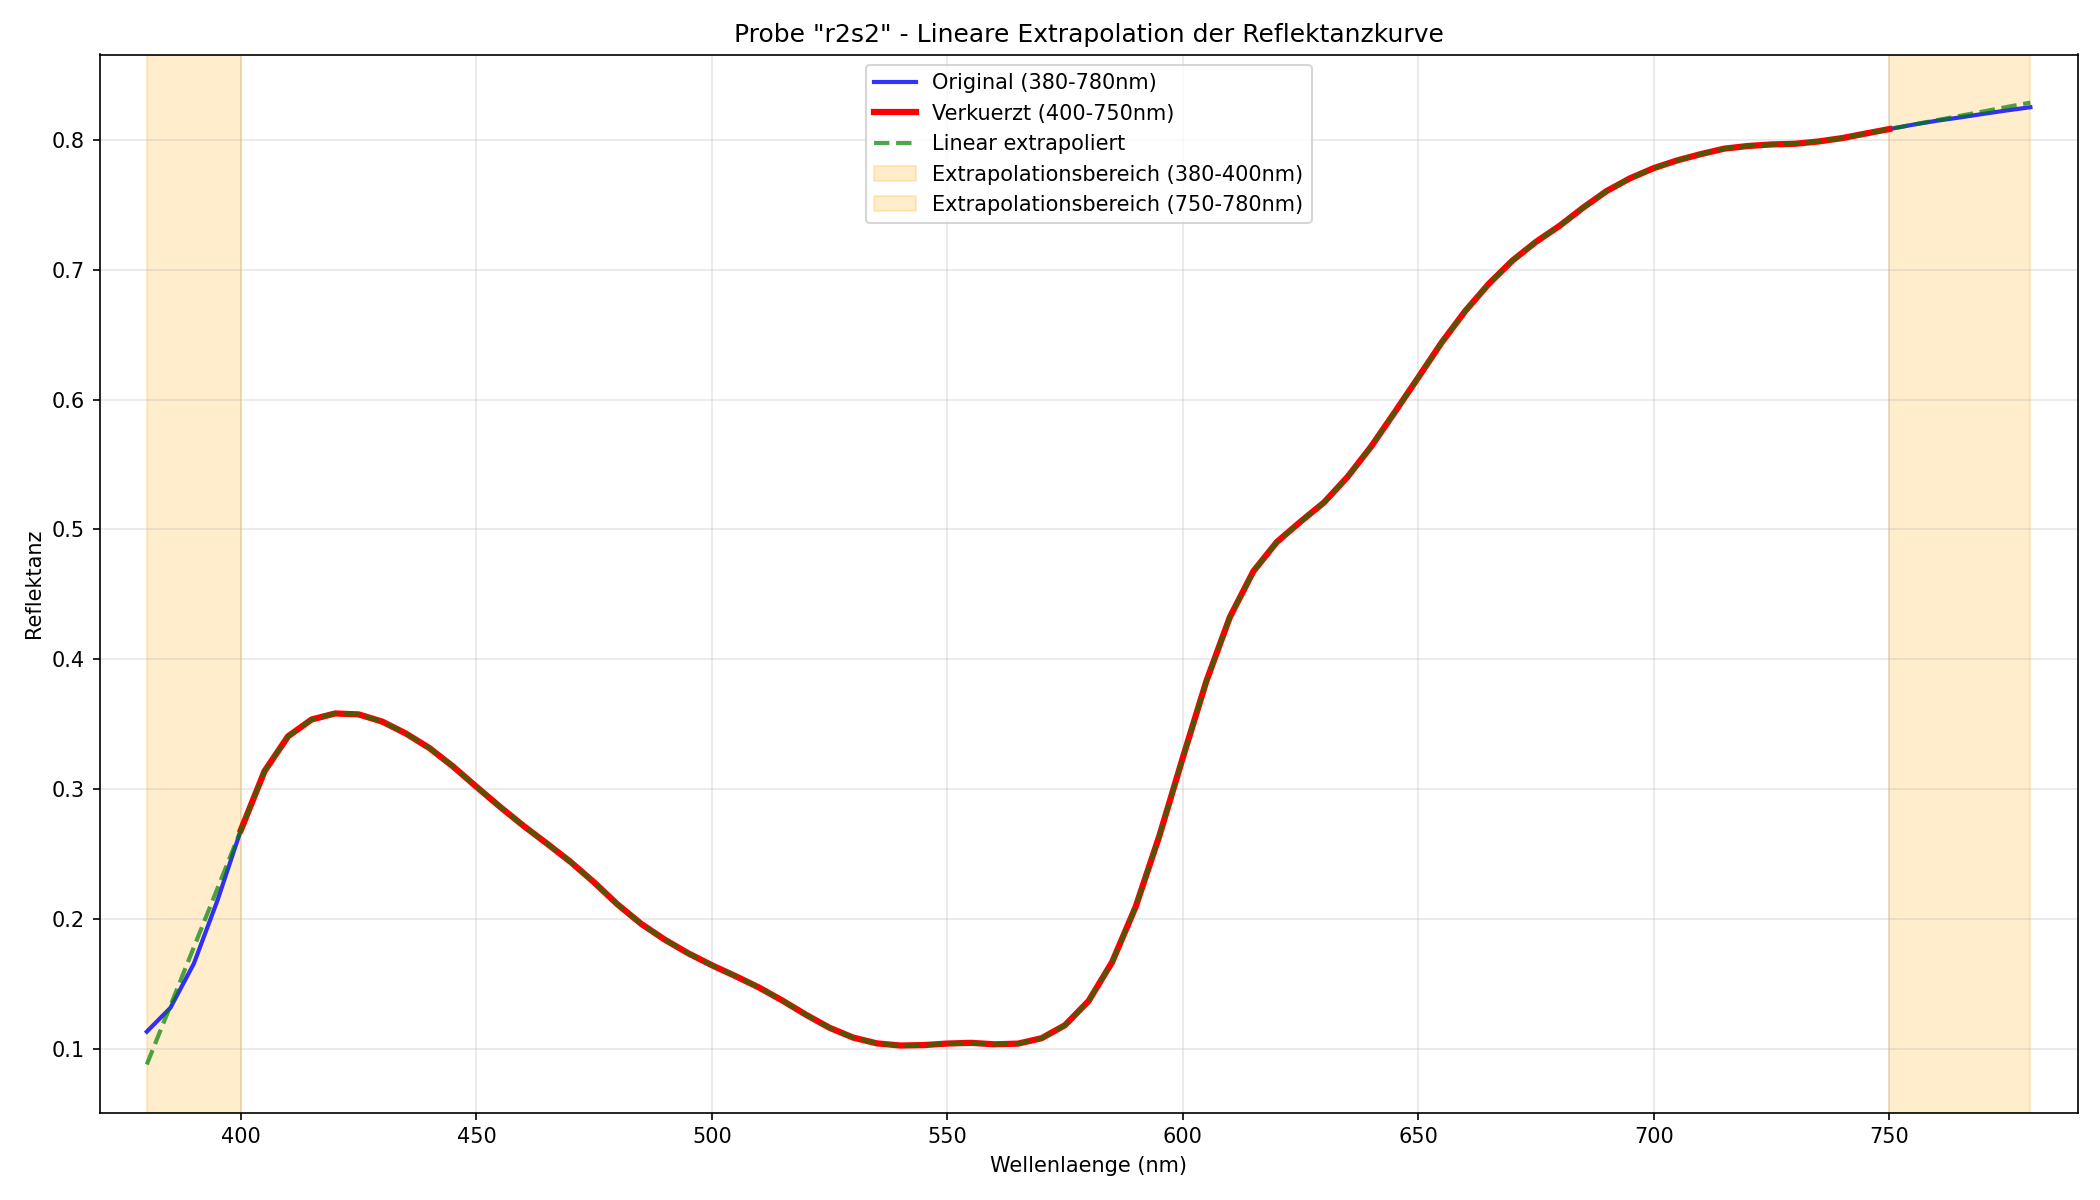 Probe "r2s2" - Lineare Extrapolation der Reflektanzkurve
Original (380-780nm)
Verkuerzt (400-750nm)
Linear extrapoliert
Extrapolationsbereich (380-400nm)
Extrapolationsbereich (750-780nm)
Reflektanz
0.8
0.7
0.6
0.5
0.4
0.3
0.2
0.1
400 450 500 550 600 650 700 750
Wellenlaenge (nm)